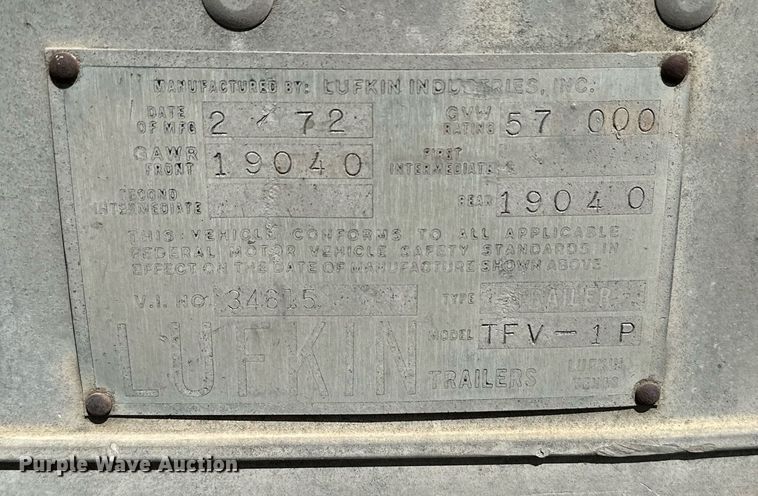 MANUFACTURED BY: LUFKIN INDUSTRIES, INC.
DATE OF MFG 2 - 72 GVW RATING 57 000
GAWR FRONT 19040 FIRST INTERMEDIATE
SECOND INTERMEDIATE REAR 19040
THIS VEHICLE CONFORMS TO ALL APPLICABLE
FEDERAL MOTOR VEHICLE SAFETY STANDARDS IN
EFFECT ON THE DATE OF MANUFACTURE SHOWN ABOVE
V.I. NO. TYPE TRAILER
MODEL TFV-1P
LUFKIN TRAILERS LUFKIN TEXAS
Purple Wave Auction